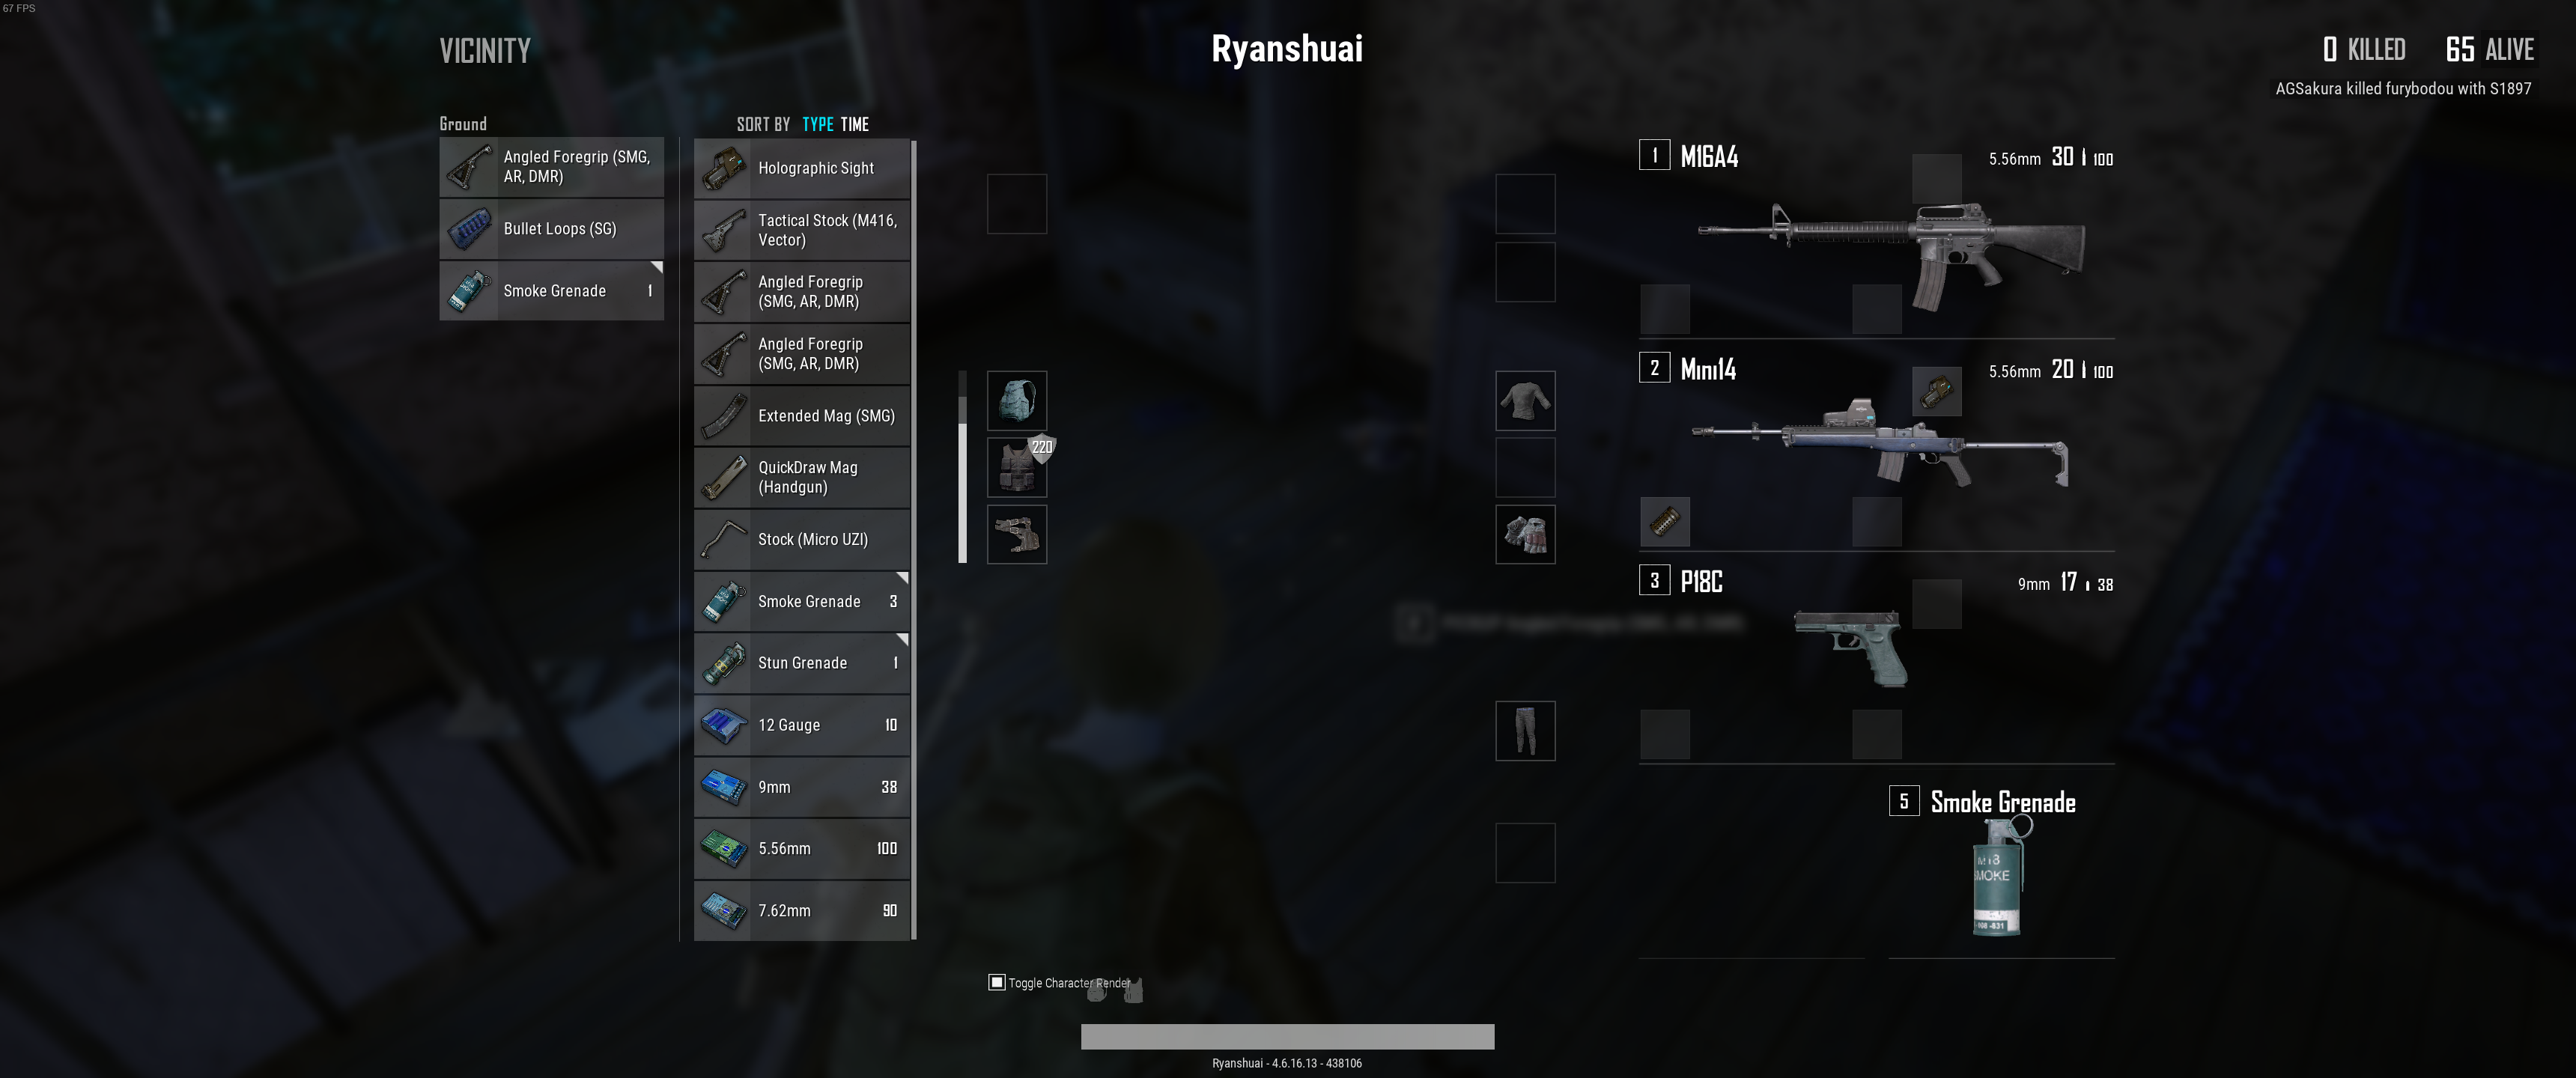 67 FPS
VICINITY
Ryanshuai
0 KILLED 65 ALIVE
AGSakura killed furybodou with S1897
Ground
Angled Foregrip (SMG,
AR, DMR)
Bullet Loops (SG)
Smoke Grenade 1
SORT BY TYPE TIME
Holographic Sight
Tactical Stock (M416,
Vector)
Angled Foregrip
(SMG, AR, DMR)
Angled Foregrip
(SMG, AR, DMR)
Extended Mag (SMG)
QuickDraw Mag
(Handgun)
Stock (Micro UZI)
Smoke Grenade 3
Stun Grenade 1
12 Gauge 10
9mm 38
5.56mm 100
7.62mm 90
220
1 M16A4 5.56mm 30 100
2 Mini14 5.56mm 20 100
3 P18C 9mm 17 38
5 Smoke Grenade
SMOKE
Toggle Character Render
Ryanshuai - 4.6.16.13 - 438106